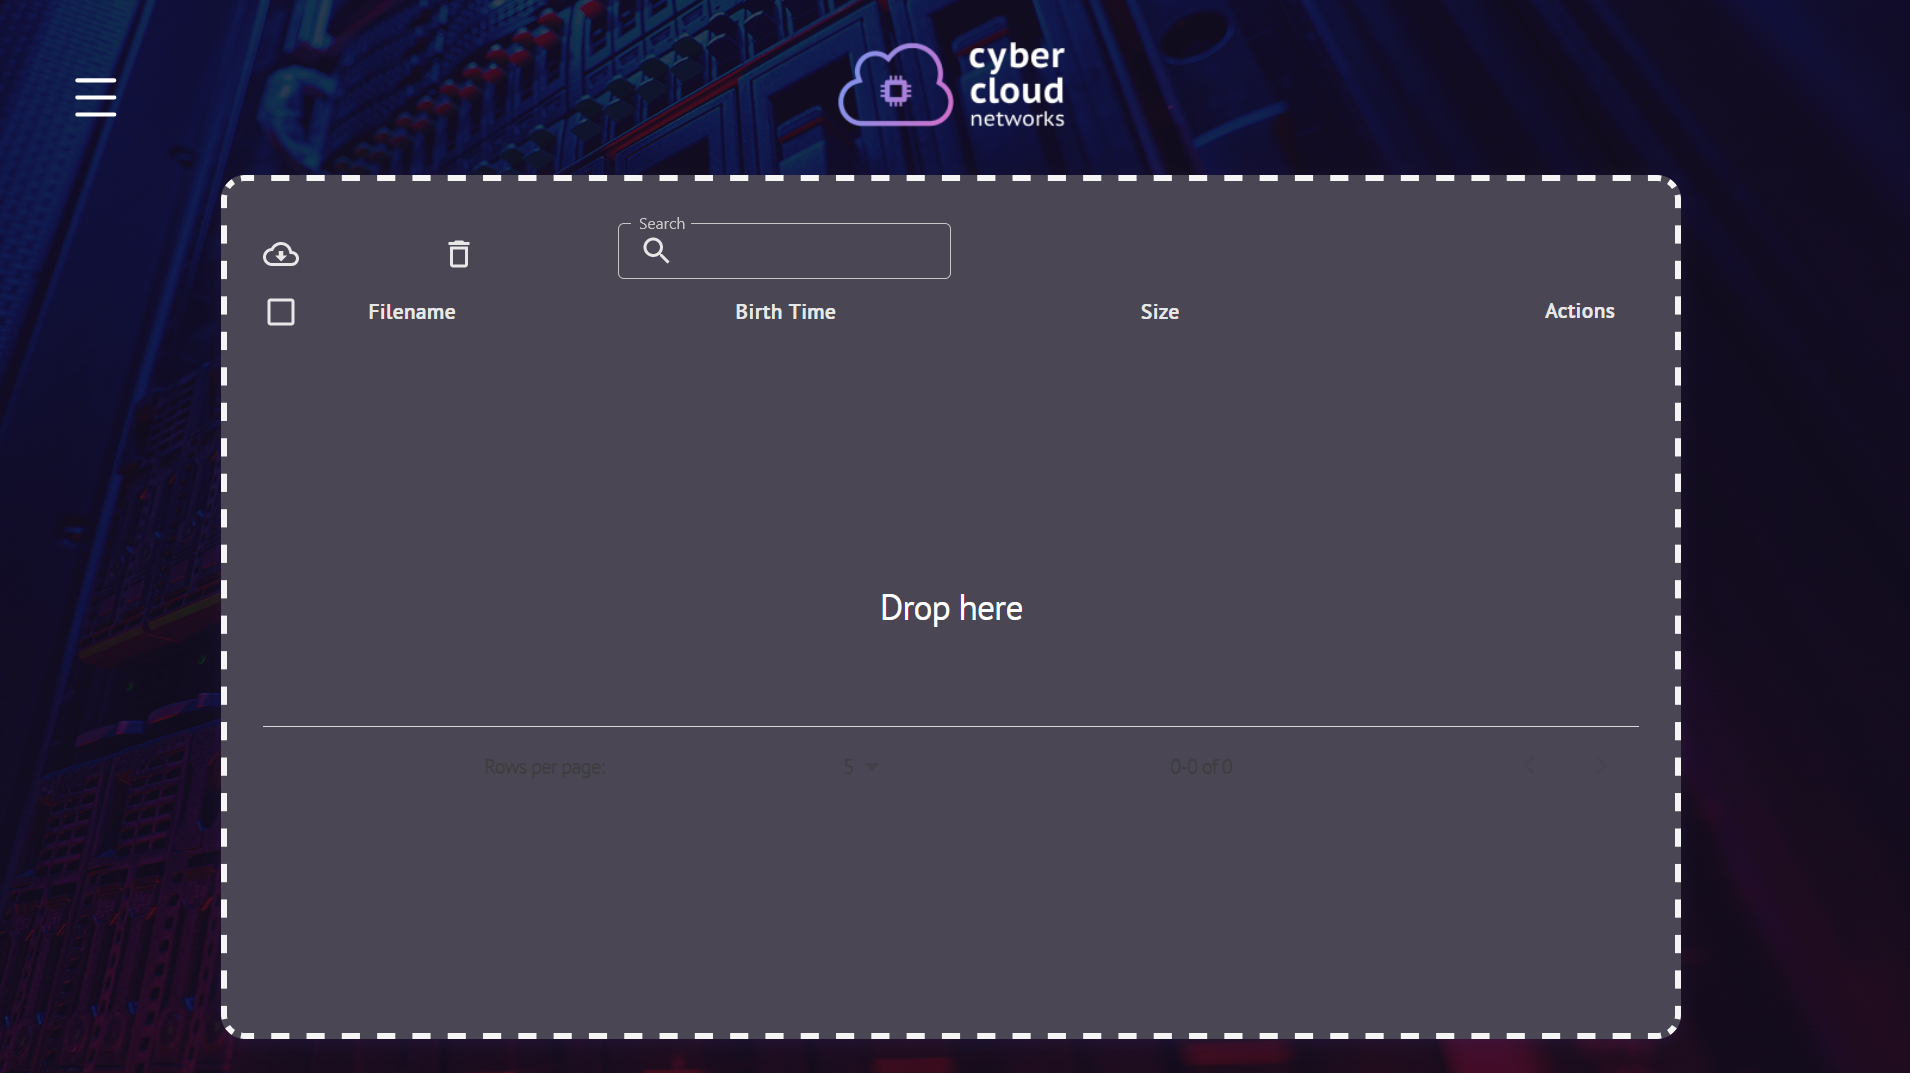 cyber
cloud
networks
Search
Filename Birth Time Size Actions
Drop here
Rows per page: 5 0-0 of 0